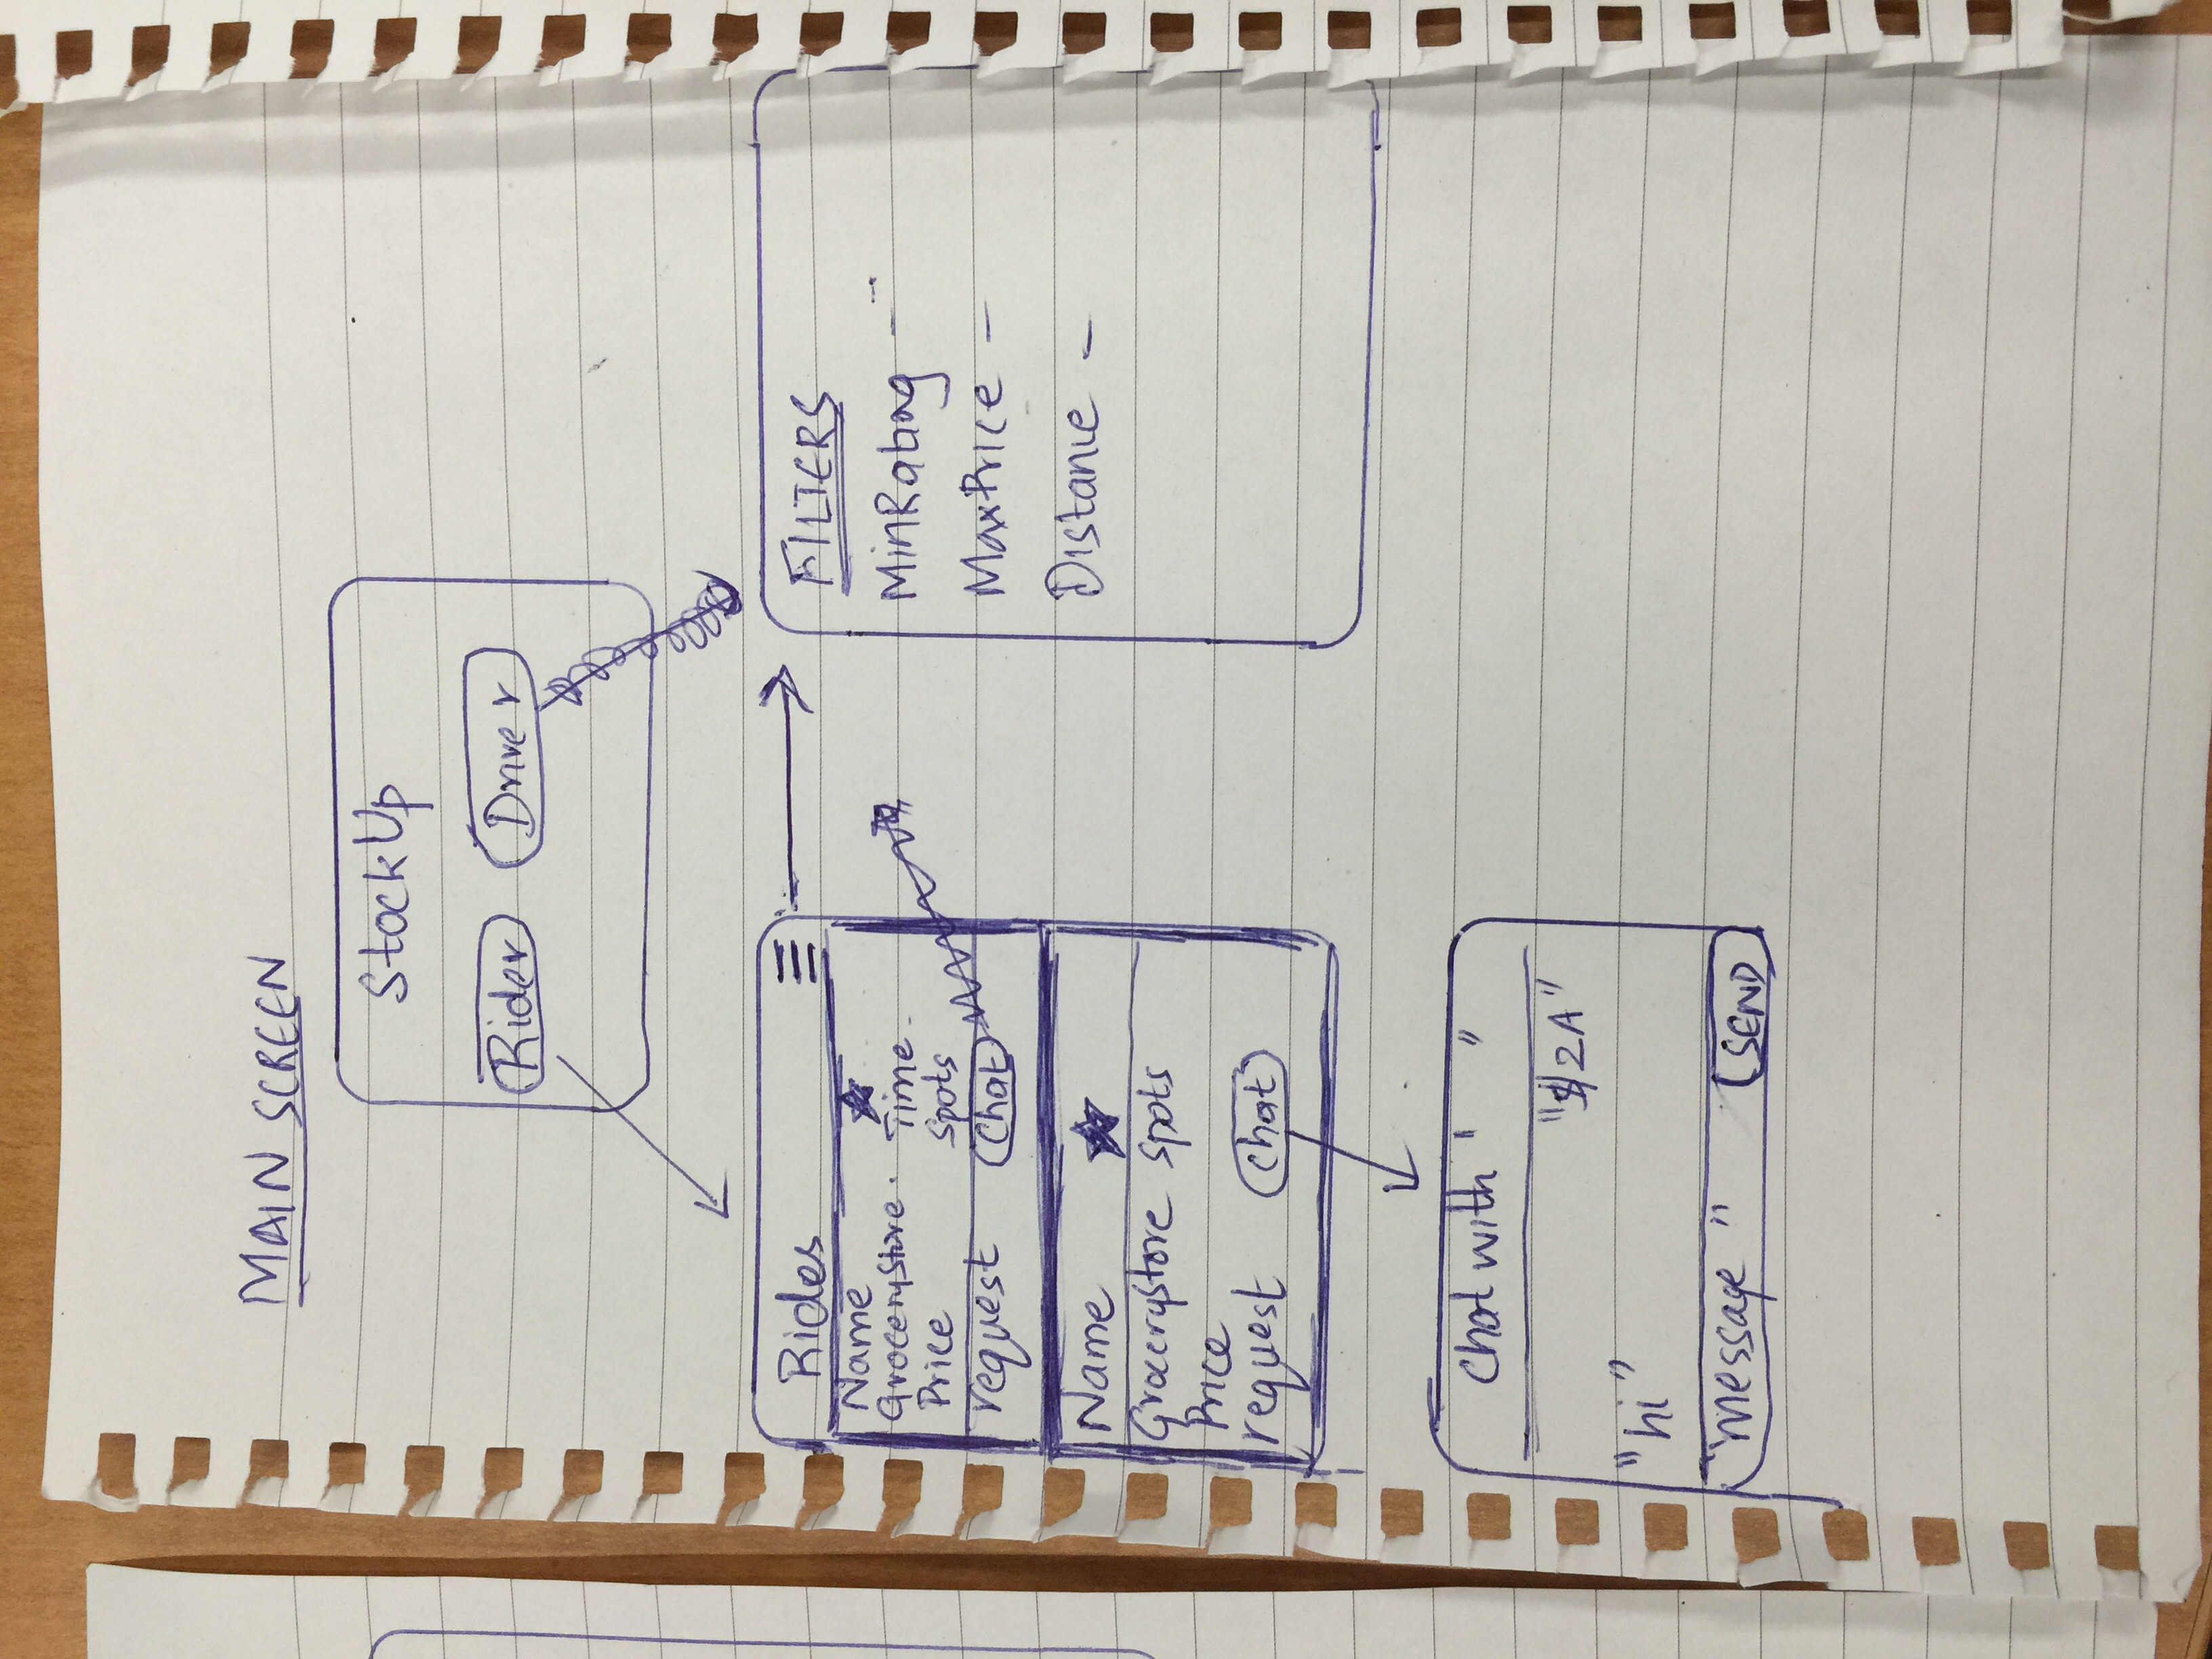 MAIN SCREEN
StockUp
Rider Driver
Rides
Name
GroceryStore. Time
Price Spots
request Chat
Name
GroceryStore spots
Price
request chat
FILTERS
MinRating -
MaxPrice -
Distance -
Chat with " "
"hi"
"message" SEND